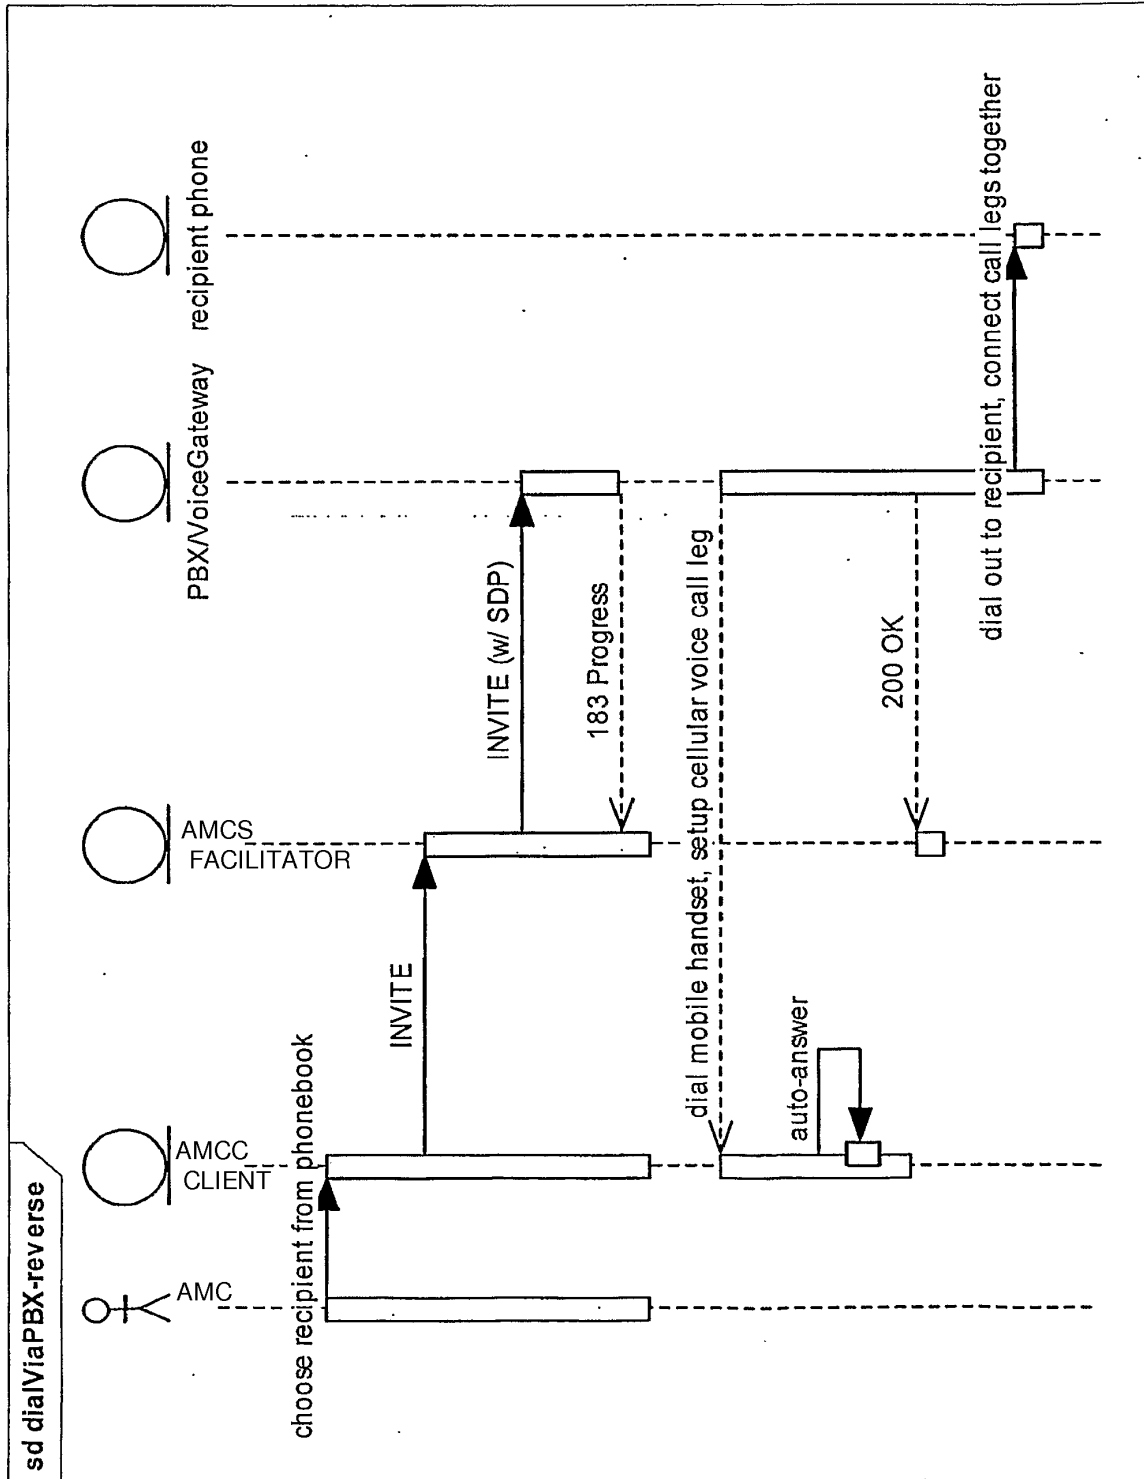 sd dialViaPBX-reverse
AMC
AMCC
CLIENT
AMCS
FACILITATOR
PBX/VoiceGateway
recipient phone
choose recipient from phonebook
INVITE
INVITE (w/ SDP)
183 Progress
dial mobile handset, setup cellular voice call leg
auto-answer
200 OK
dial out to recipient, connect call legs together